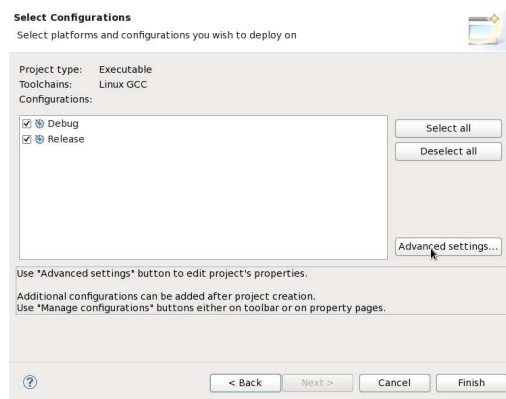 Select Configurations
Select platforms and configurations you wish to deploy on
Project type: Executable
Toolchains: Linux GCC
Configurations:
Debug
Release
Select all
Deselect all
Advanced settings...
Use "Advanced settings" button to edit project's properties.
Additional configurations can be added after project creation.
Use "Manage configurations" buttons either on toolbar or on property pages.
?
< Back
Next >
Cancel
Finish